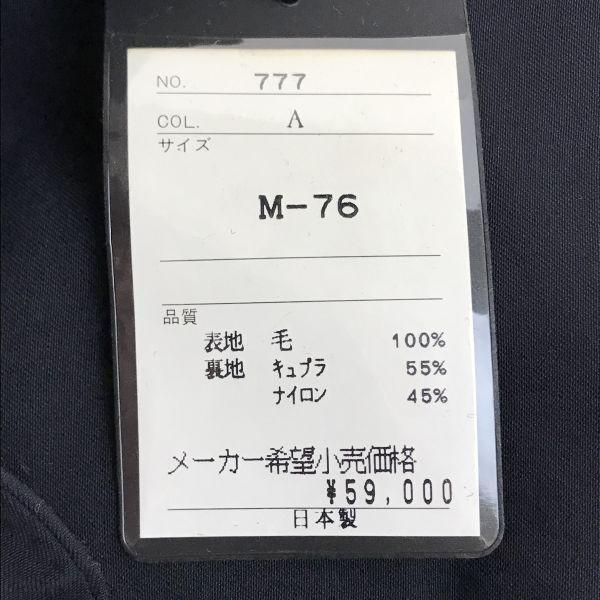 NO. 777
COL. A
サイズ
M-76
品質
表地 毛 100%
裏地 キュプラ 55%
ナイロン 45%
メーカー希望小売価格
¥59,000
日本製